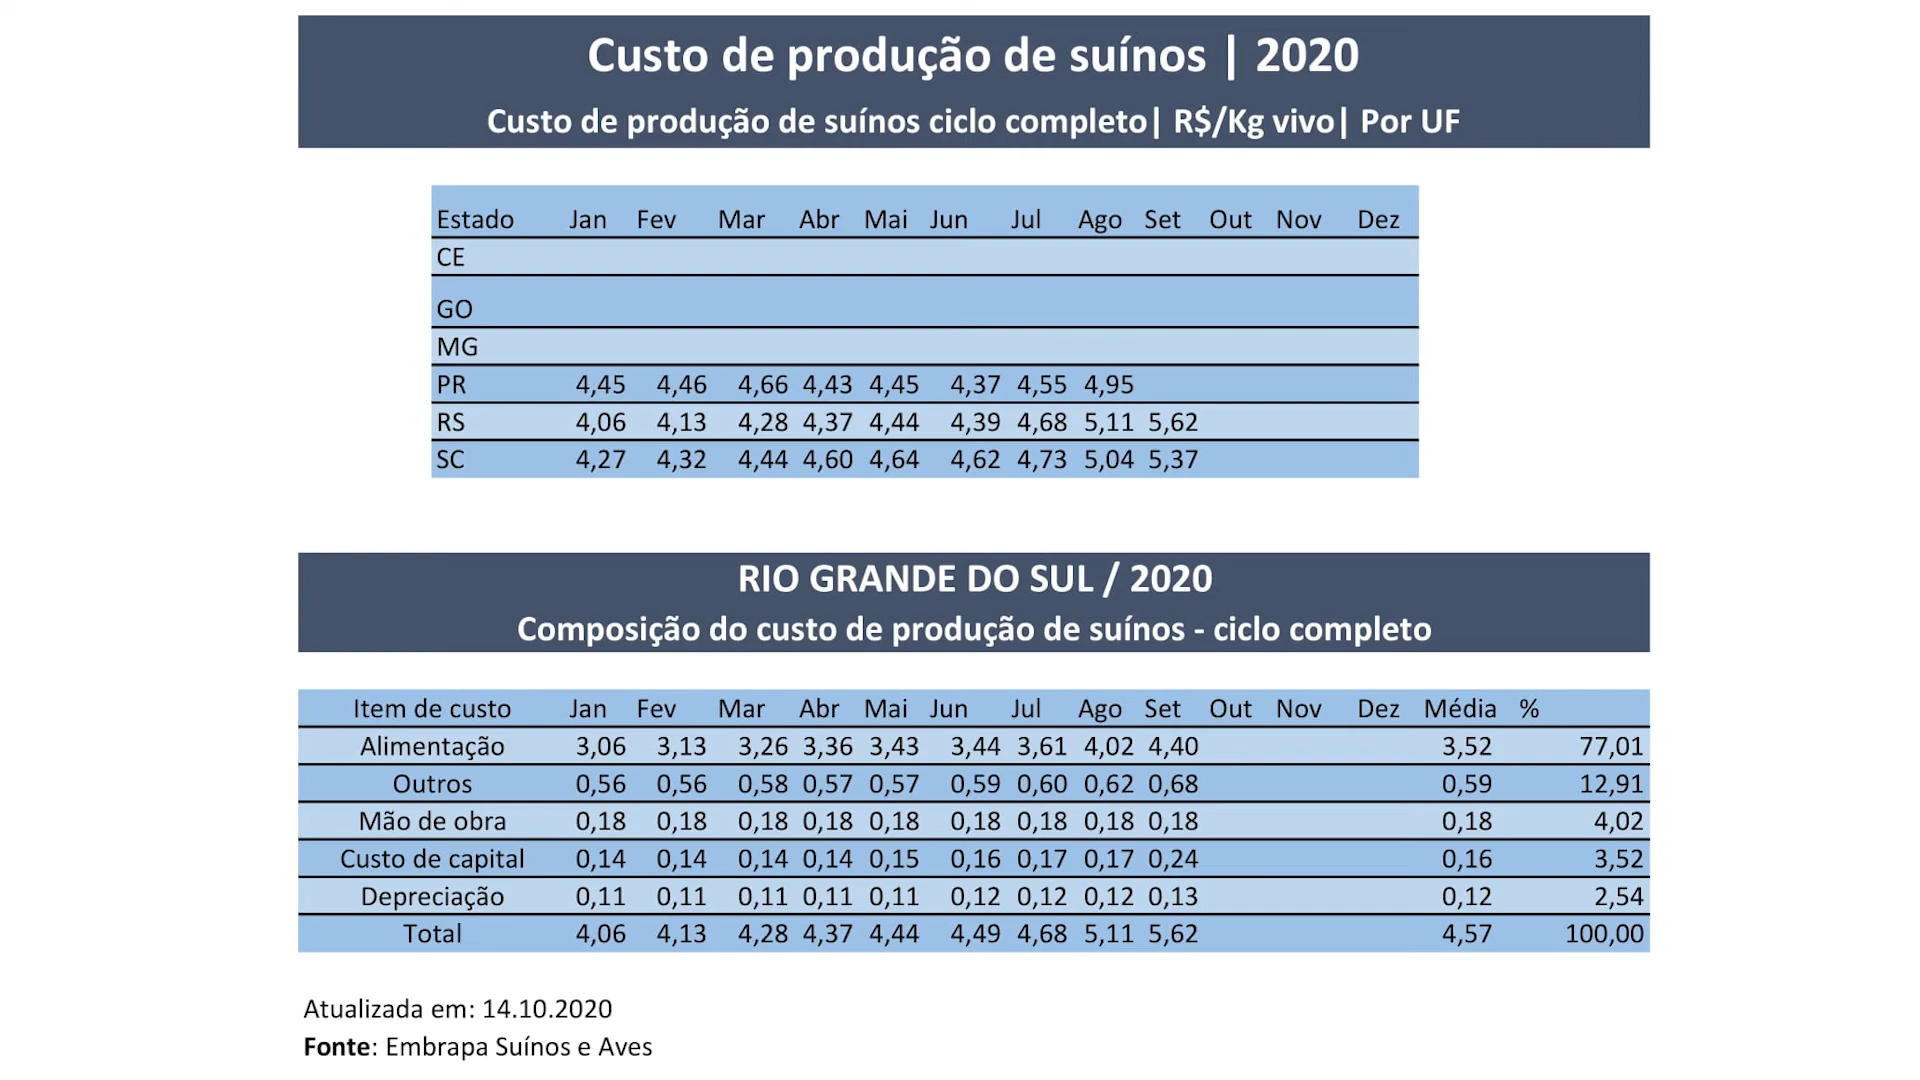 Custo de produção de suínos | 2020
Custo de produção de suínos ciclo completo| R$/Kg vivo| Por UF
Estado Jan Fev Mar Abr Mai Jun Jul Ago Set Out Nov Dez
CE
GO
MG
PR 4,45 4,46 4,66 4,43 4,45 4,37 4,55 4,95
RS 4,06 4,13 4,28 4,37 4,44 4,39 4,68 5,11 5,62
SC 4,27 4,32 4,44 4,60 4,64 4,62 4,73 5,04 5,37
RIO GRANDE DO SUL / 2020
Composição do custo de produção de suínos - ciclo completo
Item de custo Jan Fev Mar Abr Mai Jun Jul Ago Set Out Nov Dez Média %
Alimentação 3,06 3,13 3,26 3,36 3,43 3,44 3,61 4,02 4,40 3,52 77,01
Outros 0,56 0,56 0,58 0,57 0,57 0,59 0,60 0,62 0,68 0,59 12,91
Mão de obra 0,18 0,18 0,18 0,18 0,18 0,18 0,18 0,18 0,18 0,18 4,02
Custo de capital 0,14 0,14 0,14 0,14 0,15 0,16 0,17 0,17 0,24 0,16 3,52
Depreciação 0,11 0,11 0,11 0,11 0,11 0,12 0,12 0,12 0,13 0,12 2,54
Total 4,06 4,13 4,28 4,37 4,44 4,49 4,68 5,11 5,62 4,57 100,00
Atualizada em: 14.10.2020
Fonte: Embrapa Suínos e Aves